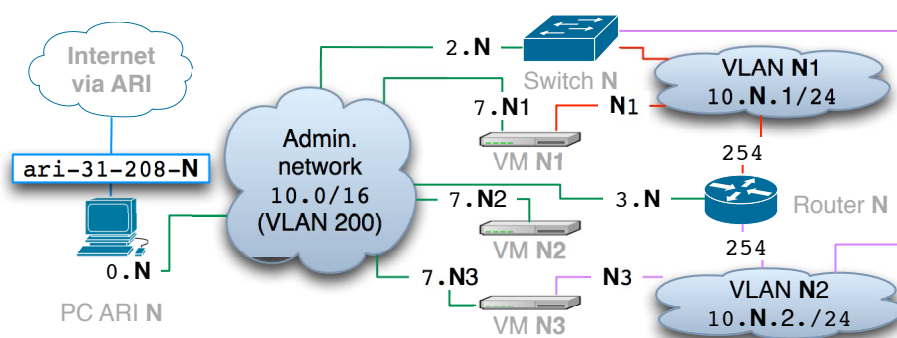 Internet
via ARI
ari-31-208-N
0.N
PC ARI N
Admin.
network
10.0/16
(VLAN 200)
2.N
Switch N
7.N1
N1
VM N1
VLAN N1
10.N.1/24
254
3.N
Router N
7.N2
VM N2
254
7.N3
N3
VM N3
VLAN N2
10.N.2./24